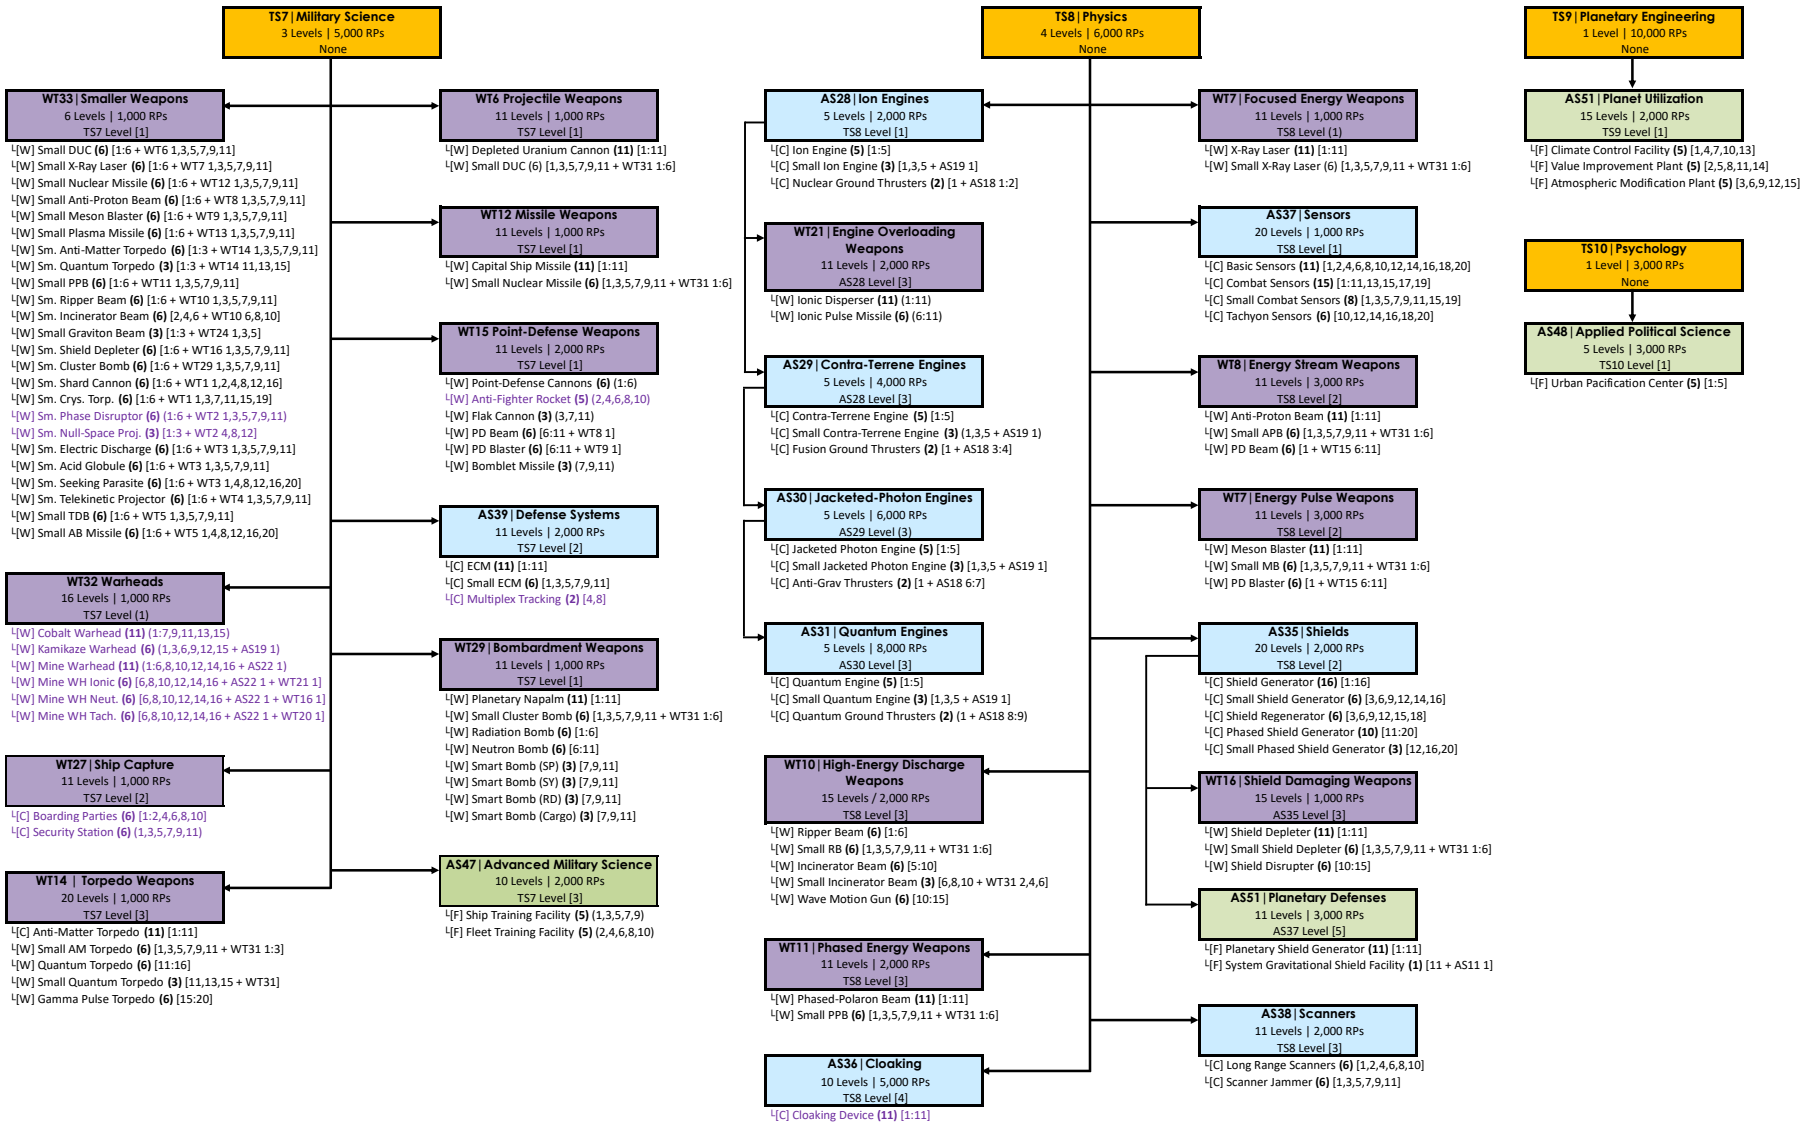 TS7|Military Science
3 Levels | 5,000 RPs
None
WT33|Smaller Weapons
6 Levels | 1,000 RPs
TS7 Level [1]
└[W] Small DUC (6) [1:6 + WT6 1,3,5,7,9,11]
└[W] Small X-Ray Laser (6) [1:6 + WT7 1,3,5,7,9,11]
└[W] Small Nuclear Missile (6) [1:6 + WT12 1,3,5,7,9,11]
└[W] Small Anti-Proton Beam (6) [1:6 + WT8 1,3,5,7,9,11]
└[W] Small Meson Blaster (6) [1:6 + WT9 1,3,5,7,9,11]
└[W] Small Plasma Missile (6) [1:6 + WT13 1,3,5,7,9,11]
└[W] Sm. Anti-Matter Torpedo (6) [1:3 + WT14 1,3,5,7,9,11]
└[W] Sm. Quantum Torpedo (3) [1:3 + WT14 11,13,15]
└[W] Small PPB (6) [1:6 + WT11 1,3,5,7,9,11]
└[W] Sm. Ripper Beam (6) [1:6 + WT10 1,3,5,7,9,11]
└[W] Sm. Incinerator Beam (6) [2,4,6 + WT10 6,8,10]
└[W] Small Graviton Beam (3) [1:3 + WT24 1,3,5]
└[W] Sm. Shield Depleter (6) [1:6 + WT16 1,3,5,7,9,11]
└[W] Sm. Cluster Bomb (6) [1:6 + WT29 1,3,5,7,9,11]
└[W] Sm. Shard Cannon (6) [1:6 + WT1 1,2,4,8,12,16]
└[W] Sm. Crys. Torp. (6) [1:6 + WT1 1,3,7,11,15,19]
└[W] Sm. Phase Disruptor (6) (1:6 + WT2 1,3,5,7,9,11)
└[W] Sm. Null-Space Proj. (3) [1:3 + WT2 4,8,12]
└[W] Sm. Electric Discharge (6) [1:6 + WT3 1,3,5,7,9,11]
└[W] Sm. Acid Globule (6) [1:6 + WT3 1,3,5,7,9,11]
└[W] Sm. Seeking Parasite (6) [1:6 + WT3 1,4,8,12,16,20]
└[W] Sm. Telekinetic Projector (6) [1:6 + WT4 1,3,5,7,9,11]
└[W] Small TDB (6) [1:6 + WT5 1,3,5,7,9,11]
└[W] Small AB Missile (6) [1:6 + WT5 1,4,8,12,16,20]
WT32 Warheads
16 Levels | 1,000 RPs
TS7 Level (1)
└[W] Cobalt Warhead (11) (1:7,9,11,13,15)
└[W] Kamikaze Warhead (6) (1,3,6,9,12,15 + AS19 1)
└[W] Mine Warhead (11) (1:6,8,10,12,14,16 + AS22 1)
└[W] Mine WH Ionic (6) [6,8,10,12,14,16 + AS22 1 + WT21 1]
└[W] Mine WH Neut. (6) [6,8,10,12,14,16 + AS22 1 + WT16 1]
└[W] Mine WH Tach. (6) [6,8,10,12,14,16 + AS22 1 + WT20 1]
WT27|Ship Capture
11 Levels | 1,000 RPs
TS7 Level [2]
└[C] Boarding Parties (6) [1:2,4,6,8,10]
└[C] Security Station (6) (1,3,5,7,9,11)
WT14 | Torpedo Weapons
20 Levels | 1,000 RPs
TS7 Level [3]
└[C] Anti-Matter Torpedo (11) [1:11]
└[W] Small AM Torpedo (6) [1,3,5,7,9,11 + WT31 1:3]
└[W] Quantum Torpedo (6) [11:16]
└[W] Small Quantum Torpedo (3) [11,13,15 + WT31]
└[W] Gamma Pulse Torpedo (6) [15:20]
WT6 Projectile Weapons
11 Levels | 1,000 RPs
TS7 Level [1]
└[W] Depleted Uranium Cannon (11) [1:11]
└[W] Small DUC (6) [1,3,5,7,9,11 + WT31 1:6]
WT12 Missile Weapons
11 Levels | 1,000 RPs
TS7 Level [1]
└[W] Capital Ship Missile (11) [1:11]
└[W] Small Nuclear Missile (6) [1,3,5,7,9,11 + WT31 1:6]
WT15 Point-Defense Weapons
11 Levels | 2,000 RPs
TS7 Level [1]
└[W] Point-Defense Cannons (6) (1:6)
└[W] Anti-Fighter Rocket (5) (2,4,6,8,10)
└[W] Flak Cannon (3) (3,7,11)
└[W] PD Beam (6) [6:11 + WT8 1]
└[W] PD Blaster (6) [6:11 + WT9 1]
└[W] Bomblet Missile (3) (7,9,11)
AS39|Defense Systems
11 Levels | 2,000 RPs
TS7 Level [2]
└[C] ECM (11) [1:11]
└[C] Small ECM (6) [1,3,5,7,9,11]
└[C] Multiplex Tracking (2) [4,8]
WT29|Bombardment Weapons
11 Levels | 1,000 RPs
TS7 Level [1]
└[W] Planetary Napalm (11) [1:11]
└[W] Small Cluster Bomb (6) [1,3,5,7,9,11 + WT31 1:6]
└[W] Radiation Bomb (6) [1:6]
└[W] Neutron Bomb (6) [6:11]
└[W] Smart Bomb (SP) (3) [7,9,11]
└[W] Smart Bomb (SY) (3) [7,9,11]
└[W] Smart Bomb (RD) (3) [7,9,11]
└[W] Smart Bomb (Cargo) (3) [7,9,11]
AS47|Advanced Military Science
10 Levels | 2,000 RPs
TS7 Level [3]
└[F] Ship Training Facility (5) (1,3,5,7,9)
└[F] Fleet Training Facility (5) (2,4,6,8,10)
TS8|Physics
4 Levels | 6,000 RPs
None
AS28|Ion Engines
5 Levels | 2,000 RPs
TS8 Level [1]
└[C] Ion Engine (5) [1:5]
└[C] Small Ion Engine (3) [1,3,5 + AS19 1]
└[C] Nuclear Ground Thrusters (2) [1 + AS18 1:2]
WT21|Engine Overloading
Weapons
11 Levels | 2,000 RPs
AS28 Level [3]
└[W] Ionic Disperser (11) (1:11)
└[W] Ionic Pulse Missile (6) (6:11)
AS29|Contra-Terrene Engines
5 Levels | 4,000 RPs
AS28 Level [3]
└[C] Contra-Terrene Engine (5) [1:5]
└[C] Small Contra-Terrene Engine (3) (1,3,5 + AS19 1)
└[C] Fusion Ground Thrusters (2) [1 + AS18 3:4]
AS30|Jacketed-Photon Engines
5 Levels | 6,000 RPs
AS29 Level (3)
└[C] Jacketed Photon Engine (5) [1:5]
└[C] Small Jacketed Photon Engine (3) [1,3,5 + AS19 1]
└[C] Anti-Grav Thrusters (2) [1 + AS18 6:7]
AS31|Quantum Engines
5 Levels | 8,000 RPs
AS30 Level [3]
└[C] Quantum Engine (5) [1:5]
└[C] Small Quantum Engine (3) [1,3,5 + AS19 1]
└[C] Quantum Ground Thrusters (2) (1 + AS18 8:9)
WT10|High-Energy Discharge
Weapons
15 Levels / 2,000 RPs
TS8 Level [3]
└[W] Ripper Beam (6) [1:6]
└[W] Small RB (6) [1,3,5,7,9,11 + WT31 1:6]
└[W] Incinerator Beam (6) [5:10]
└[W] Small Incinerator Beam (3) [6,8,10 + WT31 2,4,6]
└[W] Wave Motion Gun (6) [10:15]
WT11|Phased Energy Weapons
11 Levels | 2,000 RPs
TS8 Level [3]
└[W] Phased-Polaron Beam (11) [1:11]
└[W] Small PPB (6) [1,3,5,7,9,11 + WT31 1:6]
AS36|Cloaking
10 Levels | 5,000 RPs
TS8 Level [4]
└[C] Cloaking Device (11) [1:11]
WT7|Focused Energy Weapons
11 Levels | 1,000 RPs
TS8 Level (1)
└[W] X-Ray Laser (11) [1:11]
└[W] Small X-Ray Laser (6) [1,3,5,7,9,11 + WT31 1:6]
AS37|Sensors
20 Levels | 1,000 RPs
TS8 Level [1]
└[C] Basic Sensors (11) [1,2,4,6,8,10,12,14,16,18,20]
└[C] Combat Sensors (15) [1:11,13,15,17,19]
└[C] Small Combat Sensors (8) [1,3,5,7,9,11,15,19]
└[C] Tachyon Sensors (6) [10,12,14,16,18,20]
WT8|Energy Stream Weapons
11 Levels | 3,000 RPs
TS8 Level [2]
└[W] Anti-Proton Beam (11) [1:11]
└[W] Small APB (6) [1,3,5,7,9,11 + WT31 1:6]
└[W] PD Beam (6) [1 + WT15 6:11]
WT7|Energy Pulse Weapons
11 Levels | 3,000 RPs
TS8 Level [2]
└[W] Meson Blaster (11) [1:11]
└[W] Small MB (6) [1,3,5,7,9,11 + WT31 1:6]
└[W] PD Blaster (6) [1 + WT15 6:11]
AS35|Shields
20 Levels | 2,000 RPs
TS8 Level [2]
└[C] Shield Generator (16) [1:16]
└[C] Small Shield Generator (6) [3,6,9,12,14,16]
└[C] Shield Regenerator (6) [3,6,9,12,15,18]
└[C] Phased Shield Generator (10) [11:20]
└[C] Small Phased Shield Generator (3) [12,16,20]
WT16|Shield Damaging Weapons
15 Levels | 1,000 RPs
AS35 Level [3]
└[W] Shield Depleter (11) [1:11]
└[W] Small Shield Depleter (6) [1,3,5,7,9,11 + WT31 1:6]
└[W] Shield Disrupter (6) [10:15]
AS51|Planetary Defenses
11 Levels | 3,000 RPs
AS37 Level [5]
└[F] Planetary Shield Generator (11) [1:11]
└[F] System Gravitational Shield Facility (1) [11 + AS11 1]
AS38|Scanners
11 Levels | 2,000 RPs
TS8 Level [3]
└[C] Long Range Scanners (6) [1,2,4,6,8,10]
└[C] Scanner Jammer (6) [1,3,5,7,9,11]
TS9|Planetary Engineering
1 Level | 10,000 RPs
None
AS51|Planet Utilization
15 Levels | 2,000 RPs
TS9 Level [1]
└[F] Climate Control Facility (5) [1,4,7,10,13]
└[F] Value Improvement Plant (5) [2,5,8,11,14]
└[F] Atmospheric Modification Plant (5) [3,6,9,12,15]
TS10|Psychology
1 Level | 3,000 RPs
None
AS48|Applied Political Science
5 Levels | 3,000 RPs
TS10 Level [1]
└[F] Urban Pacification Center (5) [1:5]